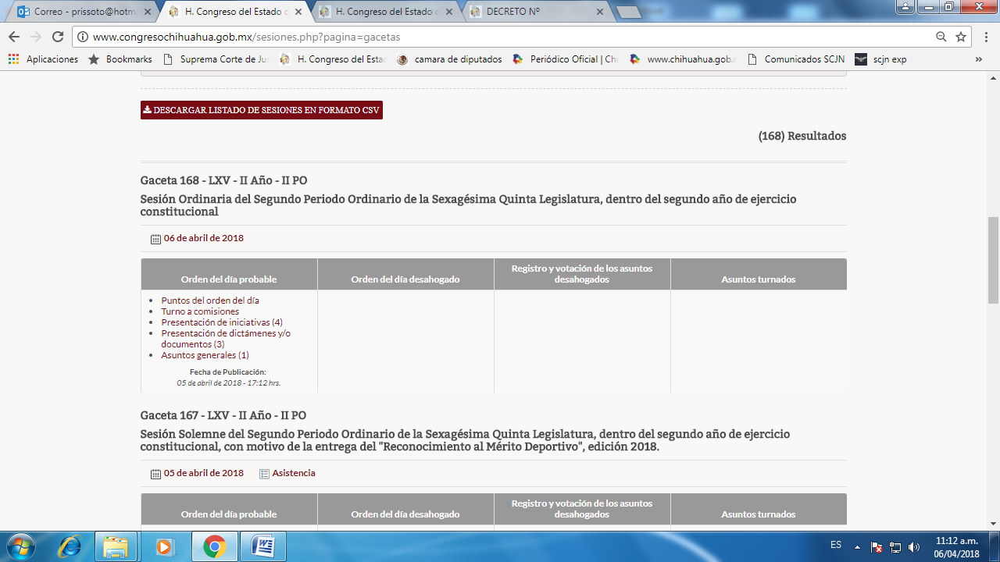 Correo - prissoto@hotm
H. Congreso del Estado d
H. Congreso del Estado d
DECRETO Nº
www.congresochihuahua.gob.mx/sesiones.php?pagina=gacetas
Aplicaciones
Bookmarks
Suprema Corte de Jus
H. Congreso del Estad
camara de diputados
Periódico Oficial | Chi
www.chihuahua.gob.m
Comunicados SCJN
scjn exp
»
DESCARGAR LISTADO DE SESIONES EN FORMATO CSV
(168) Resultados
Gaceta 168 - LXV - II Año - II PO
Sesión Ordinaria del Segundo Periodo Ordinario de la Sexagésima Quinta Legislatura, dentro del segundo año de ejercicio
constitucional
06 de abril de 2018
Orden del día probable
Orden del día desahogado
Registro y votación de los asuntos
desahogados
Asuntos turnados
Puntos del orden del día
Turno a comisiones
Presentación de iniciativas (4)
Presentación de dictámenes y/o
documentos (3)
Asuntos generales (1)
Fecha de Publicación:
05 de abril de 2018 - 17:12 hrs.
Gaceta 167 - LXV - II Año - II PO
Sesión Solemne del Segundo Periodo Ordinario de la Sexagésima Quinta Legislatura, dentro del segundo año de ejercicio
constitucional, con motivo de la entrega del "Reconocimiento al Mérito Deportivo", edición 2018.
05 de abril de 2018
Asistencia
Orden del día probable
Orden del día desahogado
Registro y votación de los asuntos
desahogados
Asuntos turnados
ES
11:12 a.m.
06/04/2018